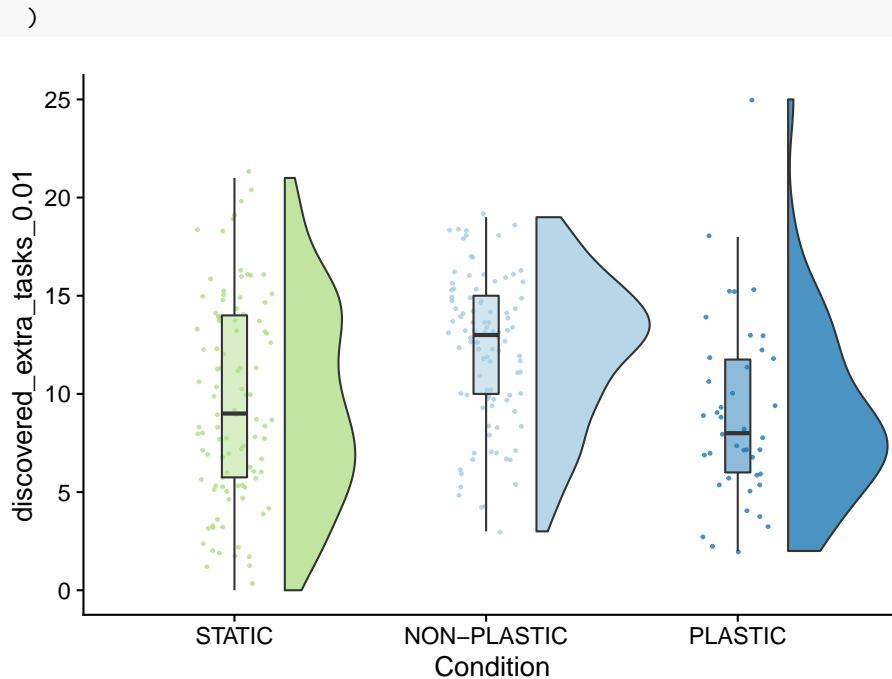 )
25
20
15
10
5
0
discovered_extra_tasks_0.01
STATIC NON−PLASTIC PLASTIC
Condition